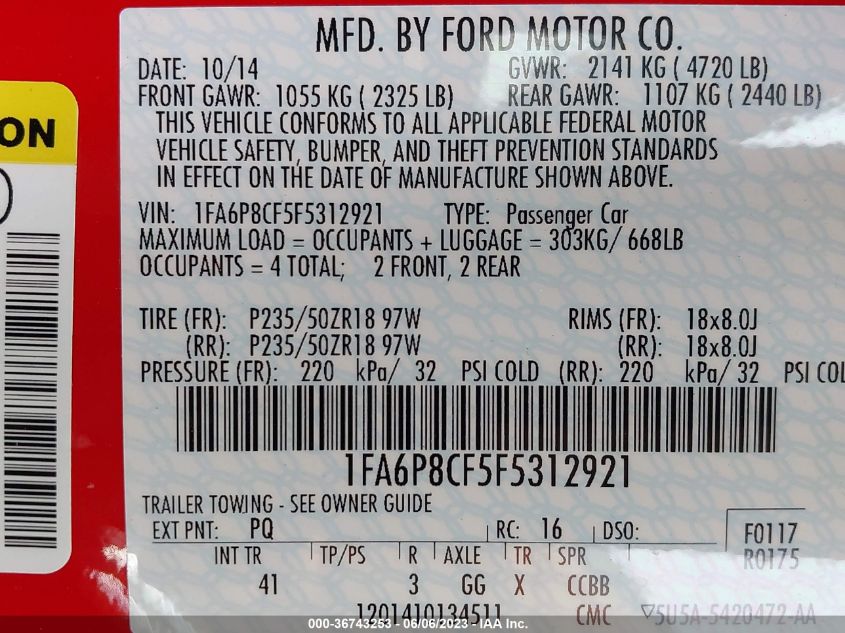 MFD. BY FORD MOTOR CO.
DATE: 10/14 GVWR: 2141 KG ( 4720 LB)
FRONT GAWR: 1055 KG ( 2325 LB) REAR GAWR: 1107 KG ( 2440 LB)
THIS VEHICLE CONFORMS TO ALL APPLICABLE FEDERAL MOTOR
VEHICLE SAFETY, BUMPER, AND THEFT PREVENTION STANDARDS
IN EFFECT ON THE DATE OF MANUFACTURE SHOWN ABOVE.
VIN: 1FA6P8CF5F5312921 TYPE: Passenger Car
MAXIMUM LOAD = OCCUPANTS + LUGGAGE = 303KG/ 668LB
OCCUPANTS = 4 TOTAL; 2 FRONT, 2 REAR
TIRE (FR): P235/50ZR18 97W RIMS (FR): 18x8.0J
(RR): P235/50ZR18 97W (RR): 18x8.0J
PRESSURE (FR): 220 kPa/ 32 PSI COLD (RR): 220 kPa/ 32 PSI COL
1FA6P8CF5F5312921
TRAILER TOWING - SEE OWNER GUIDE
EXT PNT: PQ RC: 16 DSO: F0117
INT TR TP/PS R AXLE TR SPR R0175
41 3 GG X CCBB
1201410134511 CMC 5U5A-5420472-AA
ON
000-36743253 - 06/06/2023 - IAA Inc.